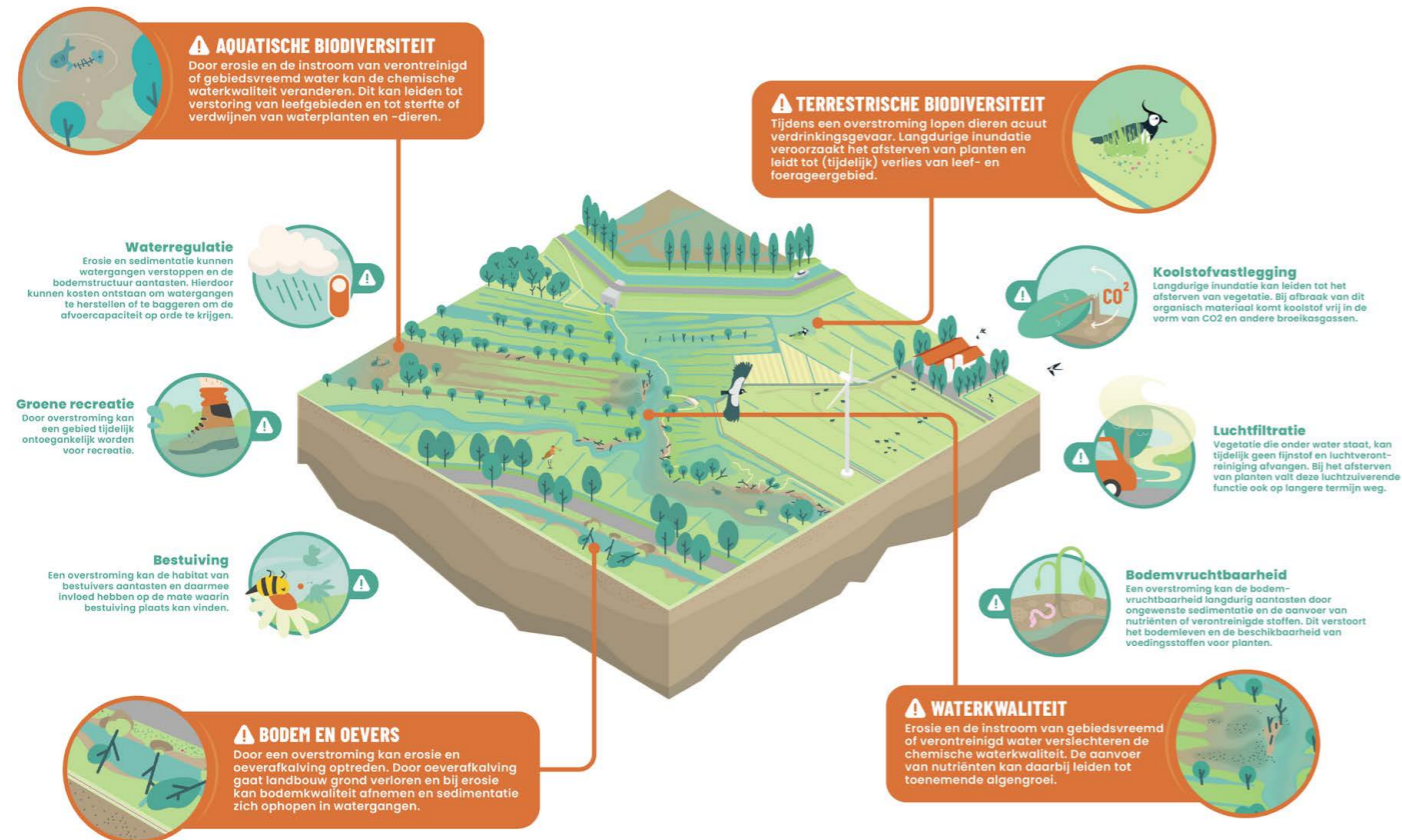 AQUATISCHE BIODIVERSITEIT
Door erosie en de instroom van verontreinigd
of gebiedsvreemd water kan de chemische
waterkwaliteit veranderen. Dit kan leiden tot
verstoring van leefgebieden en tot sterfte of
verdwijnen van waterplanten en -dieren.
TERRESTRISCHE BIODIVERSITEIT
Tijdens een overstroming lopen dieren acuut
verdrinkingsgevaar. Langdurige inundatie
veroorzaakt het afsterven van planten en
leidt tot (tijdelijk) verlies van leef- en
foerageergebied.
Waterregulatie
Erosie en sedimentatie kunnen
watergangen verstoppen en de
bodemstructuur aantasten. Hierdoor
kunnen kosten ontstaan om watergangen
te herstellen of te baggeren om de
afvoercapaciteit op orde te krijgen.
CO²
Koolstofvastlegging
Langdurige inundatie kan leiden tot het
afsterven van vegetatie. Bij afbraak van dit
organisch materiaal komt koolstof vrij in de
vorm van CO2 en andere broeikasgassen.
Groene recreatie
Door overstroming kan
een gebied tijdelijk
ontoegankelijk worden
voor recreatie.
Luchtfiltratie
Vegetatie die onder water staat, kan
tijdelijk geen fijnstof en luchtveront-
reiniging afvangen. Bij het afsterven
van planten valt deze luchtzuiverende
functie ook op langere termijn weg.
Bestuiving
Een overstroming kan de habitat van
bestuivers aantasten en daarmee
invloed hebben op de mate waarin
bestuiving plaats kan vinden.
Bodemvruchtbaarheid
Een overstroming kan de bodem-
vruchtbaarheid langdurig aantasten door
ongewenste sedimentatie en de aanvoer van
nutriënten of verontreinigde stoffen. Dit verstoort
het bodemleven en de beschikbaarheid van
voedingsstoffen voor planten.
BODEM EN OEVERS
Door een overstroming kan erosie en
oeverafkalving optreden. Door oeverafkalving
gaat landbouw grond verloren en bij erosie
kan bodemkwaliteit afnemen en sedimentatie
zich ophopen in watergangen.
WATERKWALITEIT
Erosie en de instroom van gebiedsvreemd
of verontreinigd water verslechteren de
chemische waterkwaliteit. De aanvoer
van nutriënten kan daarbij leiden tot
toenemende algengroei.